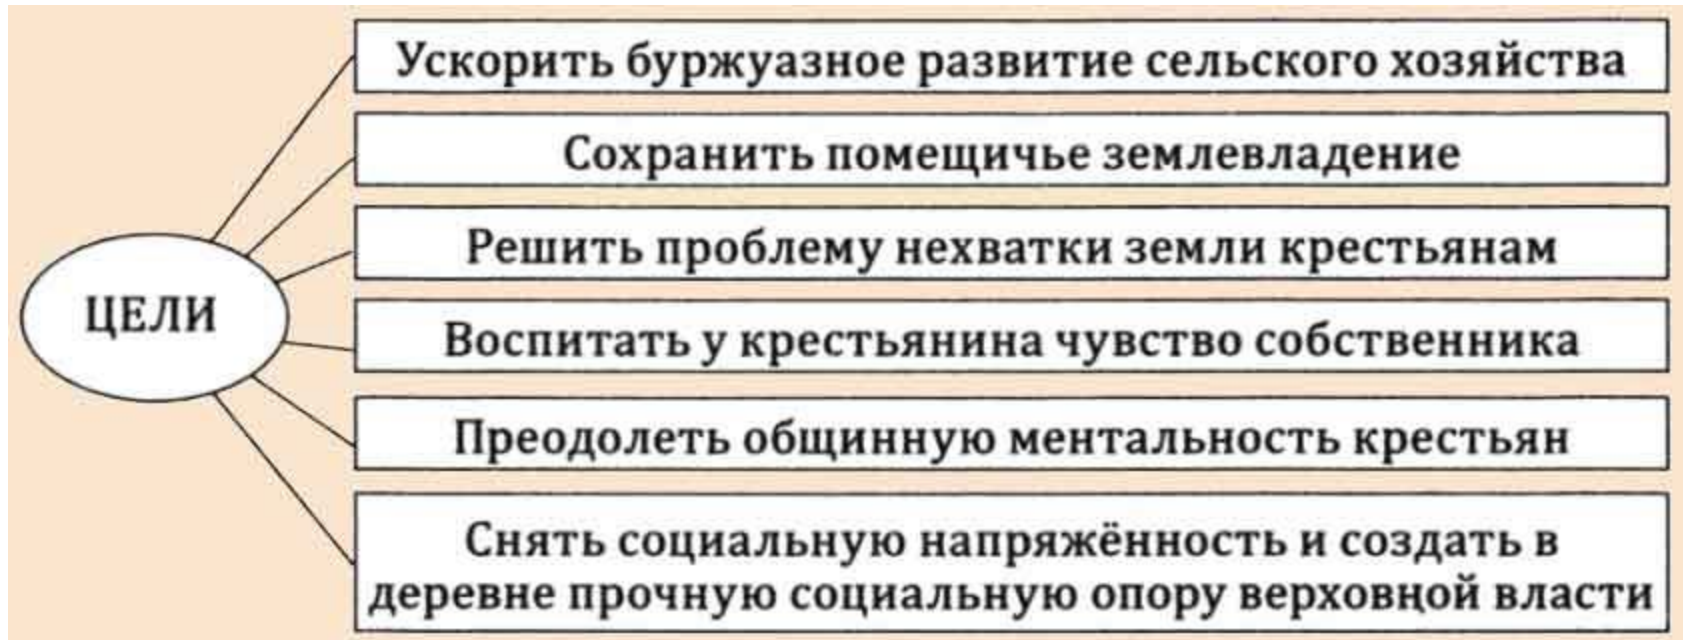 Ускорить буржуазное развитие сельского хозяйства
Сохранить помещичье землевладение
Решить проблему нехватки земли крестьянам
ЦЕЛИ
Воспитать у крестьянина чувство собственника
Преодолеть общинную ментальность крестьян
Снять социальную напряжённость и создать в
деревне прочную социальную опору верховной власти